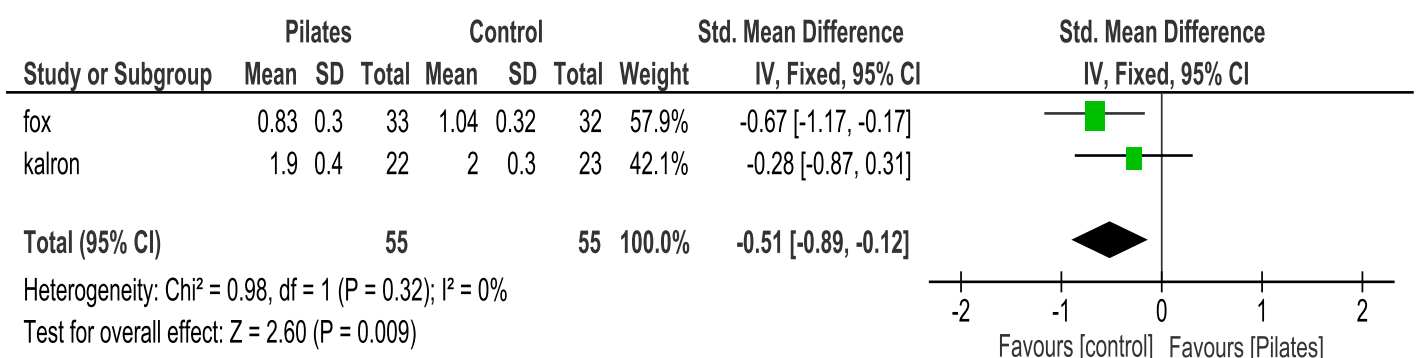 Pilates Control Std. Mean Difference Std. Mean Difference
Study or Subgroup Mean SD Total Mean SD Total Weight IV, Fixed, 95% CI IV, Fixed, 95% CI
fox 0.83 0.3 33 1.04 0.32 32 57.9% -0.67 [-1.17, -0.17]
kalron 1.9 0.4 22 2 0.3 23 42.1% -0.28 [-0.87, 0.31]
Total (95% CI) 55 55 100.0% -0.51 [-0.89, -0.12]
Heterogeneity: Chi² = 0.98, df = 1 (P = 0.32); I² = 0%
Test for overall effect: Z = 2.60 (P = 0.009)
-2 -1 0 1 2
Favours [control] Favours [Pilates]